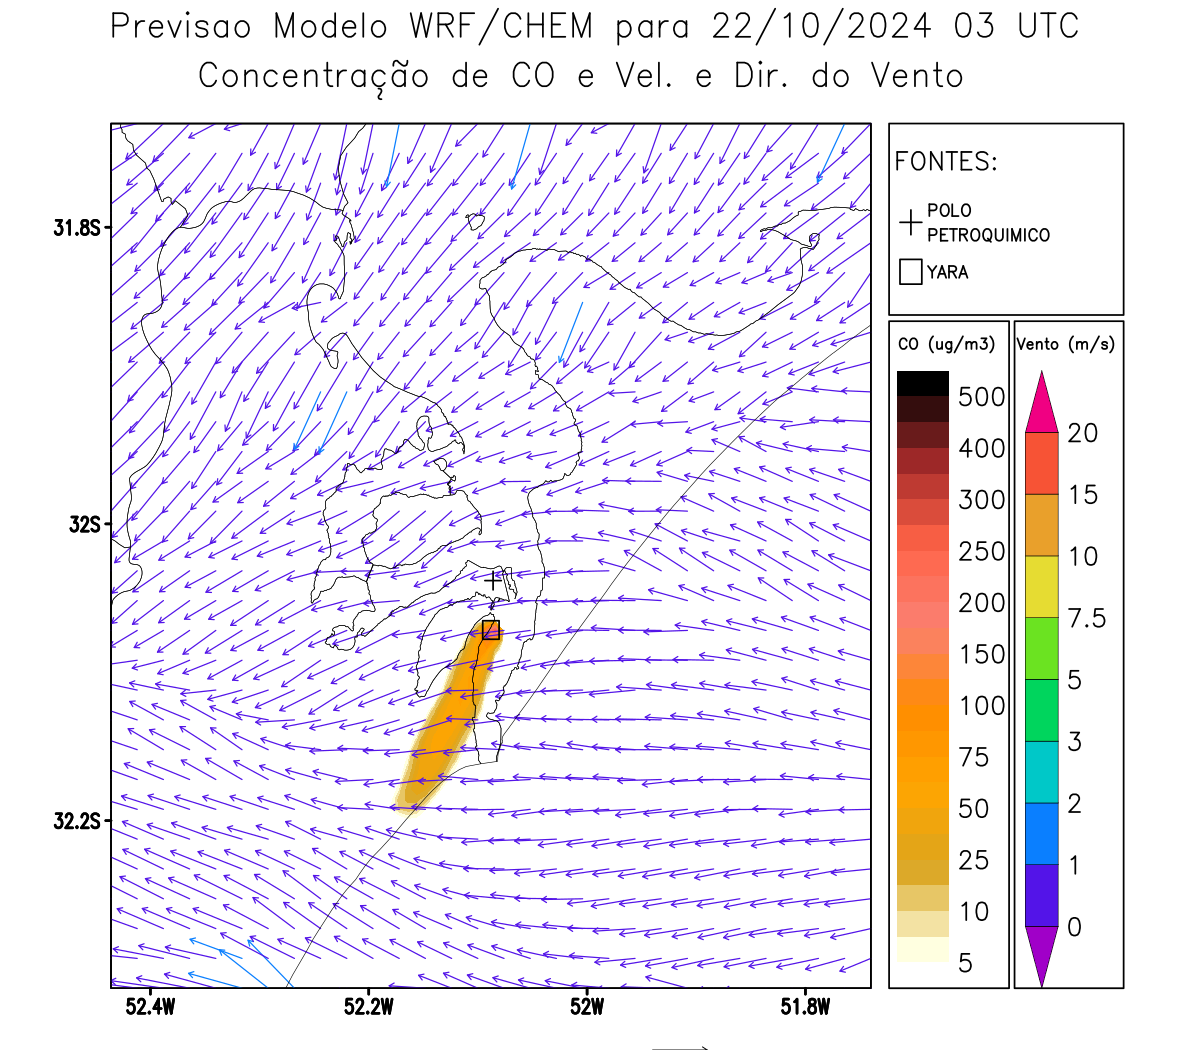 Previsao Modelo WRF/CHEM para 22/10/2024 03 UTC
Concentração de CO e Vel. e Dir. do Vento
FONTES:
POLO
PETROQUIMICO
YARA
CO (ug/m3)
500
400
300
250
200
150
100
75
50
25
10
5
Vento (m/s)
20
15
10
7.5
5
3
2
1
0
31.8S
32S
32.2S
52.4W
52.2W
52W
51.8W